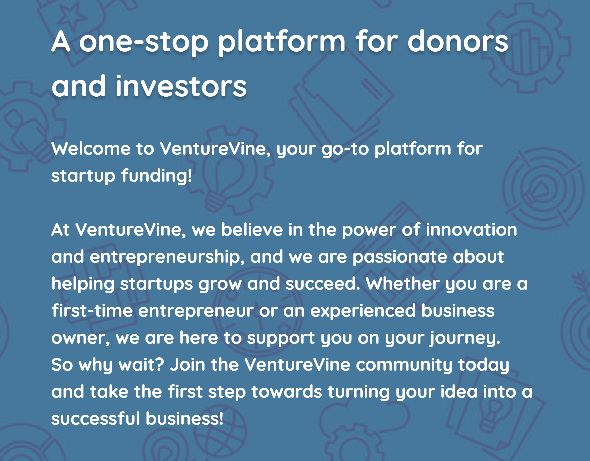 A one-stop platform for donors
and investors
Welcome to VentureVine, your go-to platform for
startup funding!
At VentureVine, we believe in the power of innovation
and entrepreneurship, and we are passionate about
helping startups grow and succeed. Whether you are a
first-time entrepreneur or an experienced business
owner, we are here to support you on your journey.
So why wait? Join the VentureVine community today
and take the first step towards turning your idea into a
successful business!